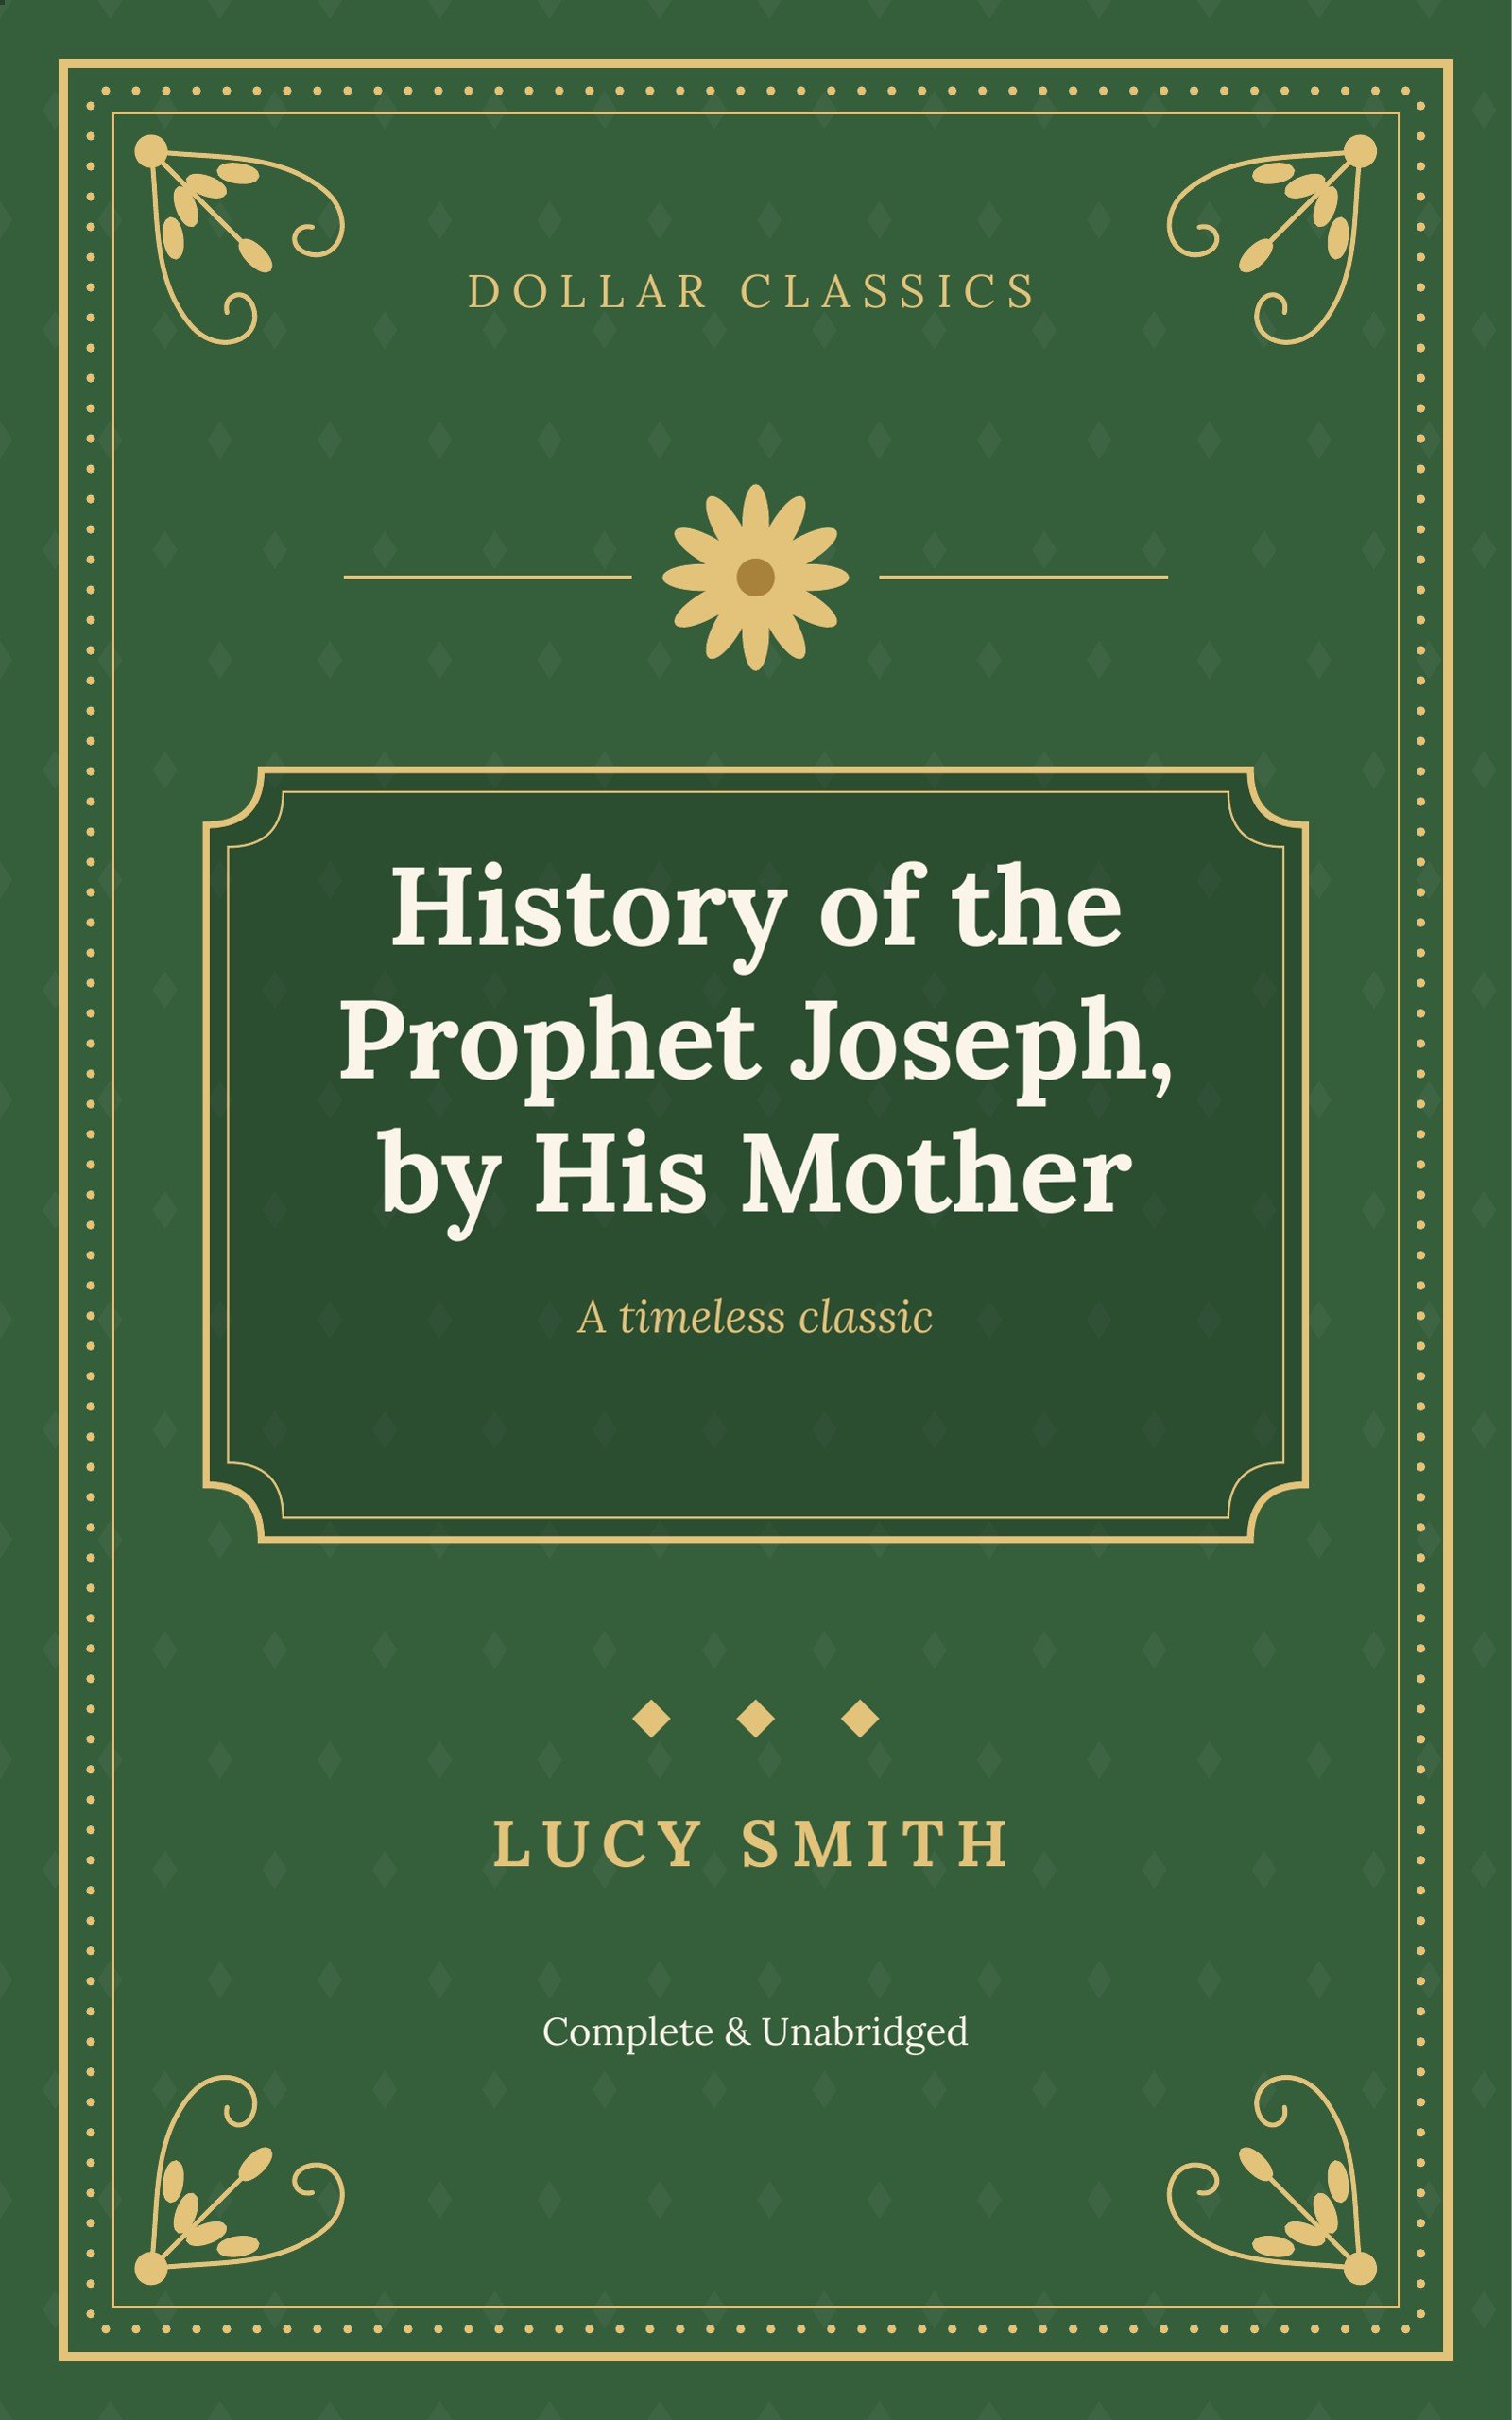 DOLLAR CLASSICS
History of the
Prophet Joseph,
by His Mother
A timeless classic
LUCY SMITH
Complete & Unabridged